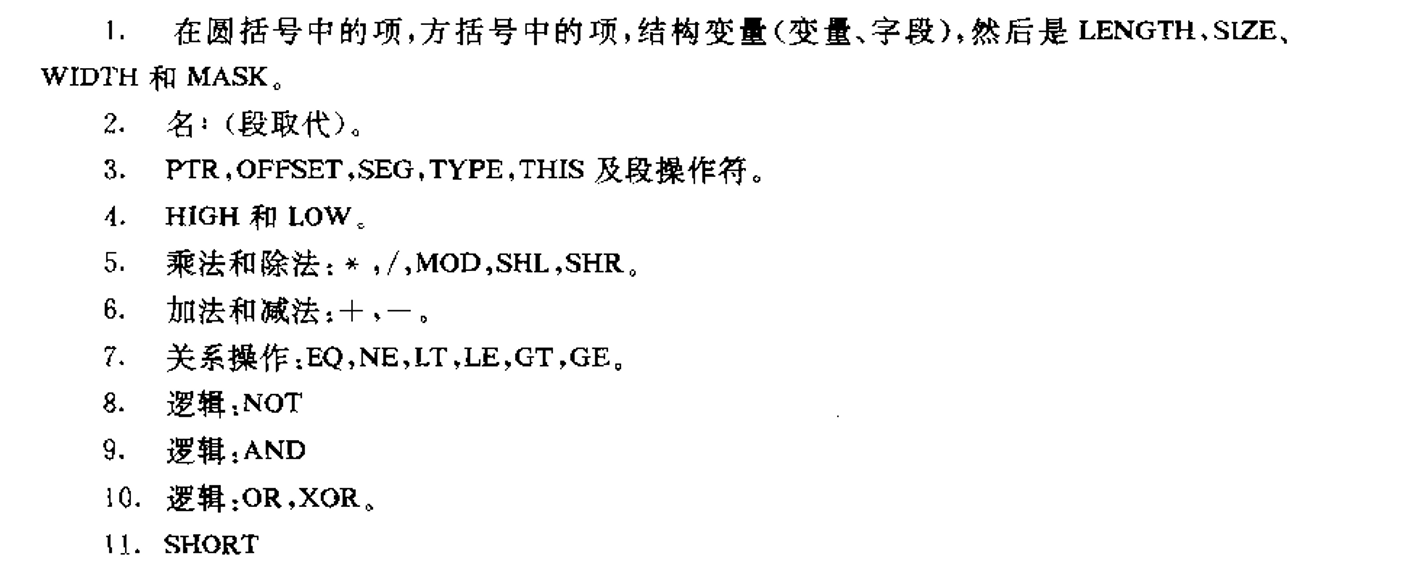 1. 在圆括号中的项,方括号中的项,结构变量(变量、字段),然后是 LENGTH、SIZE、
WIDTH 和 MASK。
2. 名:(段取代)。
3. PTR,OFFSET,SEG,TYPE,THIS 及段操作符。
4. HIGH 和 LOW。
5. 乘法和除法:*,/,MOD,SHL,SHR。
6. 加法和减法:+,-。
7. 关系操作:EQ,NE,LT,LE,GT,GE。
8. 逻辑:NOT
9. 逻辑:AND
10. 逻辑:OR,XOR。
11. SHORT